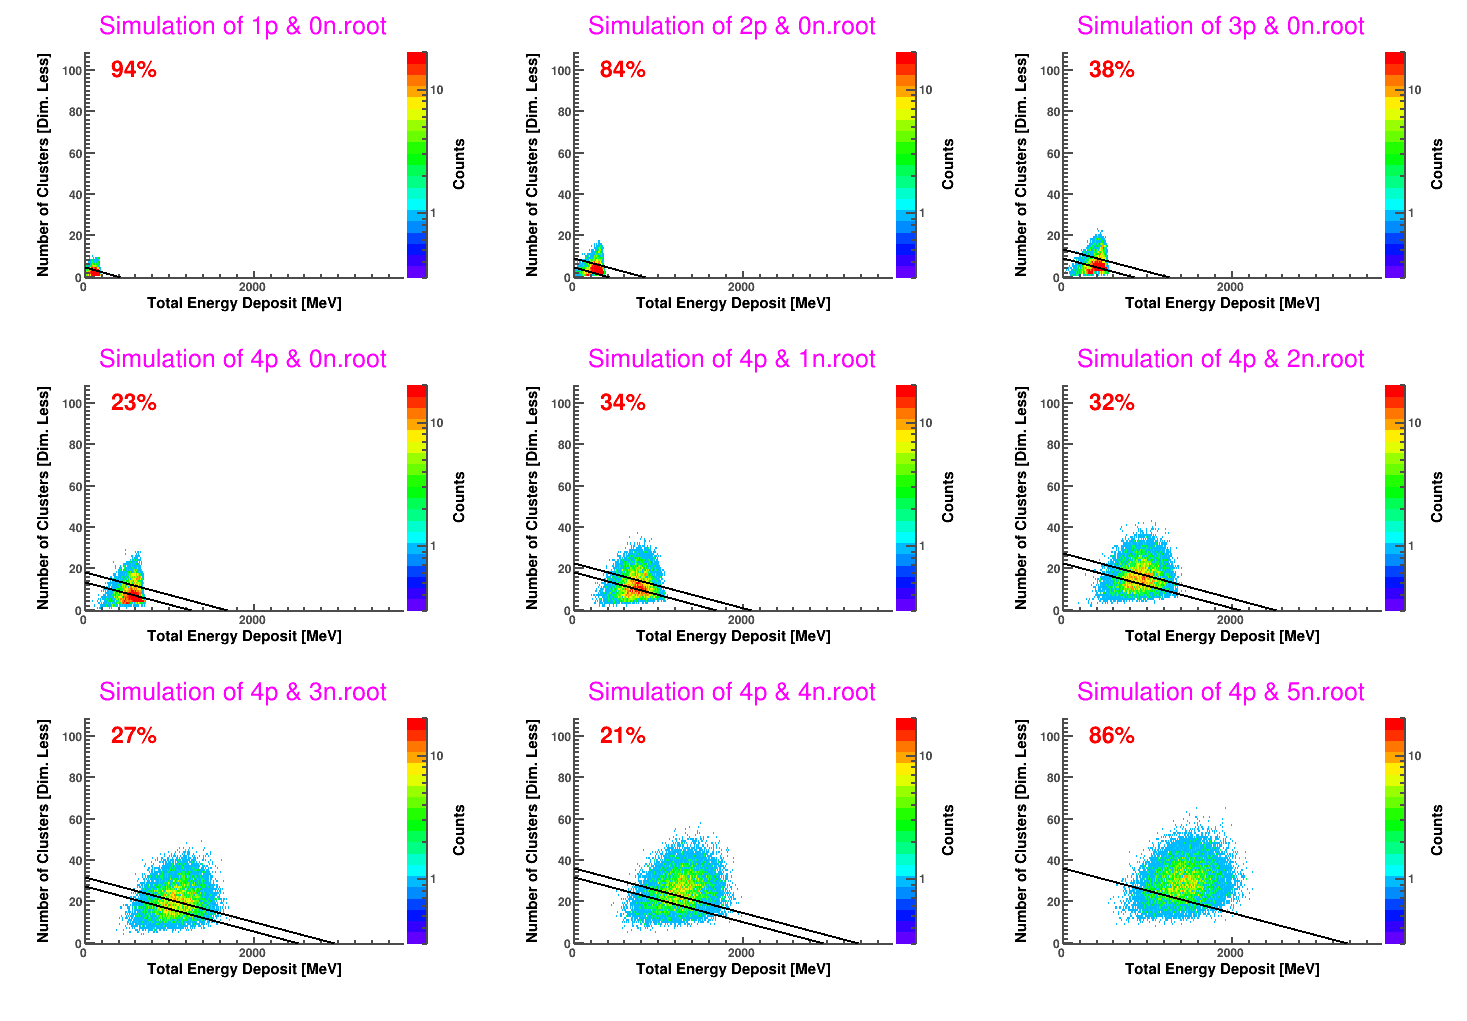 Simulation of 1p & 0n.root
94%
Number of Clusters [Dim. Less]
100
80
60
40
20
0
0
2000
Total Energy Deposit [MeV]
10
1
Counts
Simulation of 2p & 0n.root
84%
Number of Clusters [Dim. Less]
100
80
60
40
20
0
0
2000
Total Energy Deposit [MeV]
10
1
Counts
Simulation of 3p & 0n.root
38%
Number of Clusters [Dim. Less]
100
80
60
40
20
0
0
2000
Total Energy Deposit [MeV]
10
1
Counts
Simulation of 4p & 0n.root
23%
Number of Clusters [Dim. Less]
100
80
60
40
20
0
0
2000
Total Energy Deposit [MeV]
10
1
Counts
Simulation of 4p & 1n.root
34%
Number of Clusters [Dim. Less]
100
80
60
40
20
0
0
2000
Total Energy Deposit [MeV]
10
1
Counts
Simulation of 4p & 2n.root
32%
Number of Clusters [Dim. Less]
100
80
60
40
20
0
0
2000
Total Energy Deposit [MeV]
10
1
Counts
Simulation of 4p & 3n.root
27%
Number of Clusters [Dim. Less]
100
80
60
40
20
0
0
2000
Total Energy Deposit [MeV]
10
1
Counts
Simulation of 4p & 4n.root
21%
Number of Clusters [Dim. Less]
100
80
60
40
20
0
0
2000
Total Energy Deposit [MeV]
10
1
Counts
Simulation of 4p & 5n.root
86%
Number of Clusters [Dim. Less]
100
80
60
40
20
0
0
2000
Total Energy Deposit [MeV]
10
1
Counts